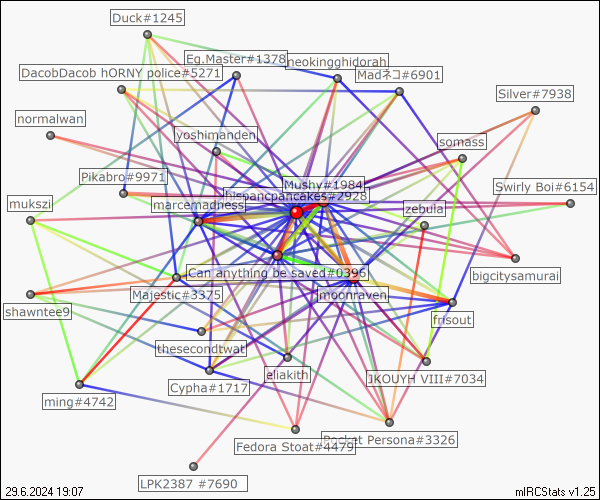 Duck#1245
Eg.Master#1378
neokingghidorah
DacobDacob hORNY police#5271
Madネコ#6901
Silver#7938
normalwan
yoshimanden
somass
Pikabro#9971
Mushy#1984
Swirly Boi#6154
hispancpancakes#2928
mukszi
marcemadness
zebula
Can anything be saved#0396
bigcitysamurai
shawntee9
Majestic#3375
moonraven
frisout
thesecondtwat
eliakith
JKOUYH VIII#7034
ming#4742
Cypha#1717
Fedora Stoat#4479
Pocket Persona#3326
LPK2387 #7690
29.6.2024 19:07
mIRCStats v1.25